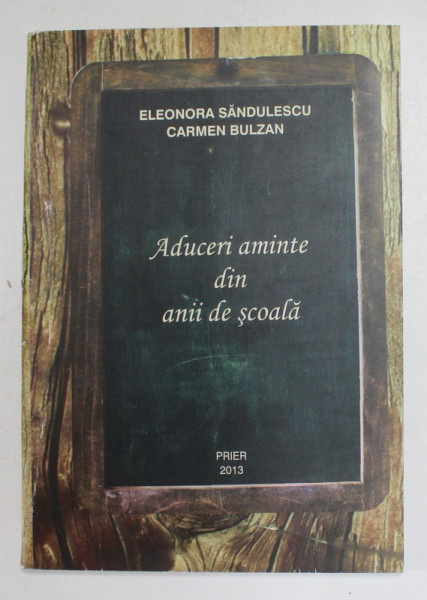 ELEONORA SĂNDULESCU
CARMEN BULZAN
Aduceri aminte
din
anii de şcoală
PRIER
2013